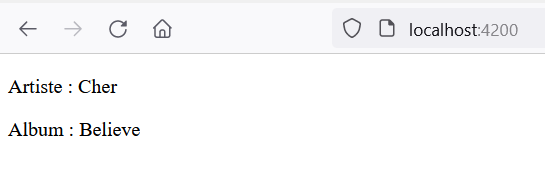 localhost:4200
Artiste : Cher
Album : Believe